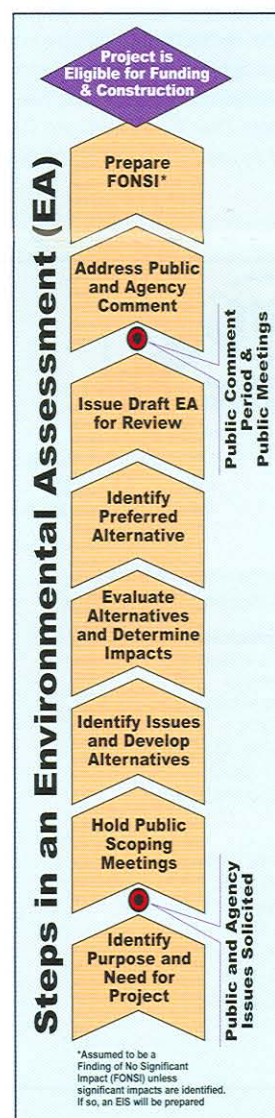 Steps in an Environmental Assessment (EA)
Project is
Eligible for Funding
& Construction
Prepare
FONSI*
Address Public
and Agency
Comment
Public Comment
Period &
Public Meetings
Issue Draft EA
for Review
Identify
Preferred
Alternative
Evaluate
Alternatives
and Determine
Impacts
Identify Issues
and Develop
Alternatives
Hold Public
Scoping
Meetings
Public and Agency
Issues Solicited
Identify
Purpose and
Need for
Project
*Assumed to be a
Finding of No Significant
Impact (FONSI) unless
significant impacts are identified.
If so, an EIS will be prepared